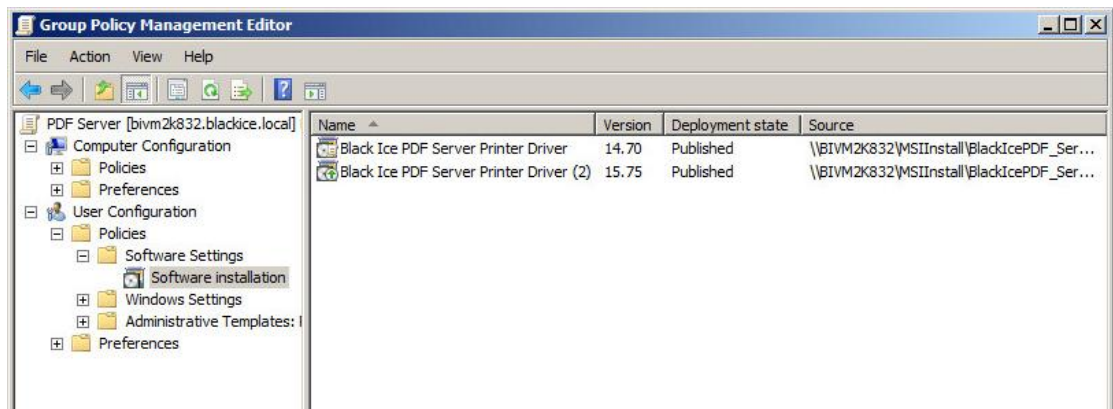 Group Policy Management Editor
File Action View Help
PDF Server [bivm2k832.blackice.local]
Computer Configuration
Policies
Preferences
User Configuration
Policies
Software Settings
Software installation
Windows Settings
Administrative Templates:
Preferences
Name Version Deployment state Source
Black Ice PDF Server Printer Driver 14.70 Published \\BIVM2K832\MSIInstall\BlackIcePDF_Ser...
Black Ice PDF Server Printer Driver (2) 15.75 Published \\BIVM2K832\MSIInstall\BlackIcePDF_Ser...